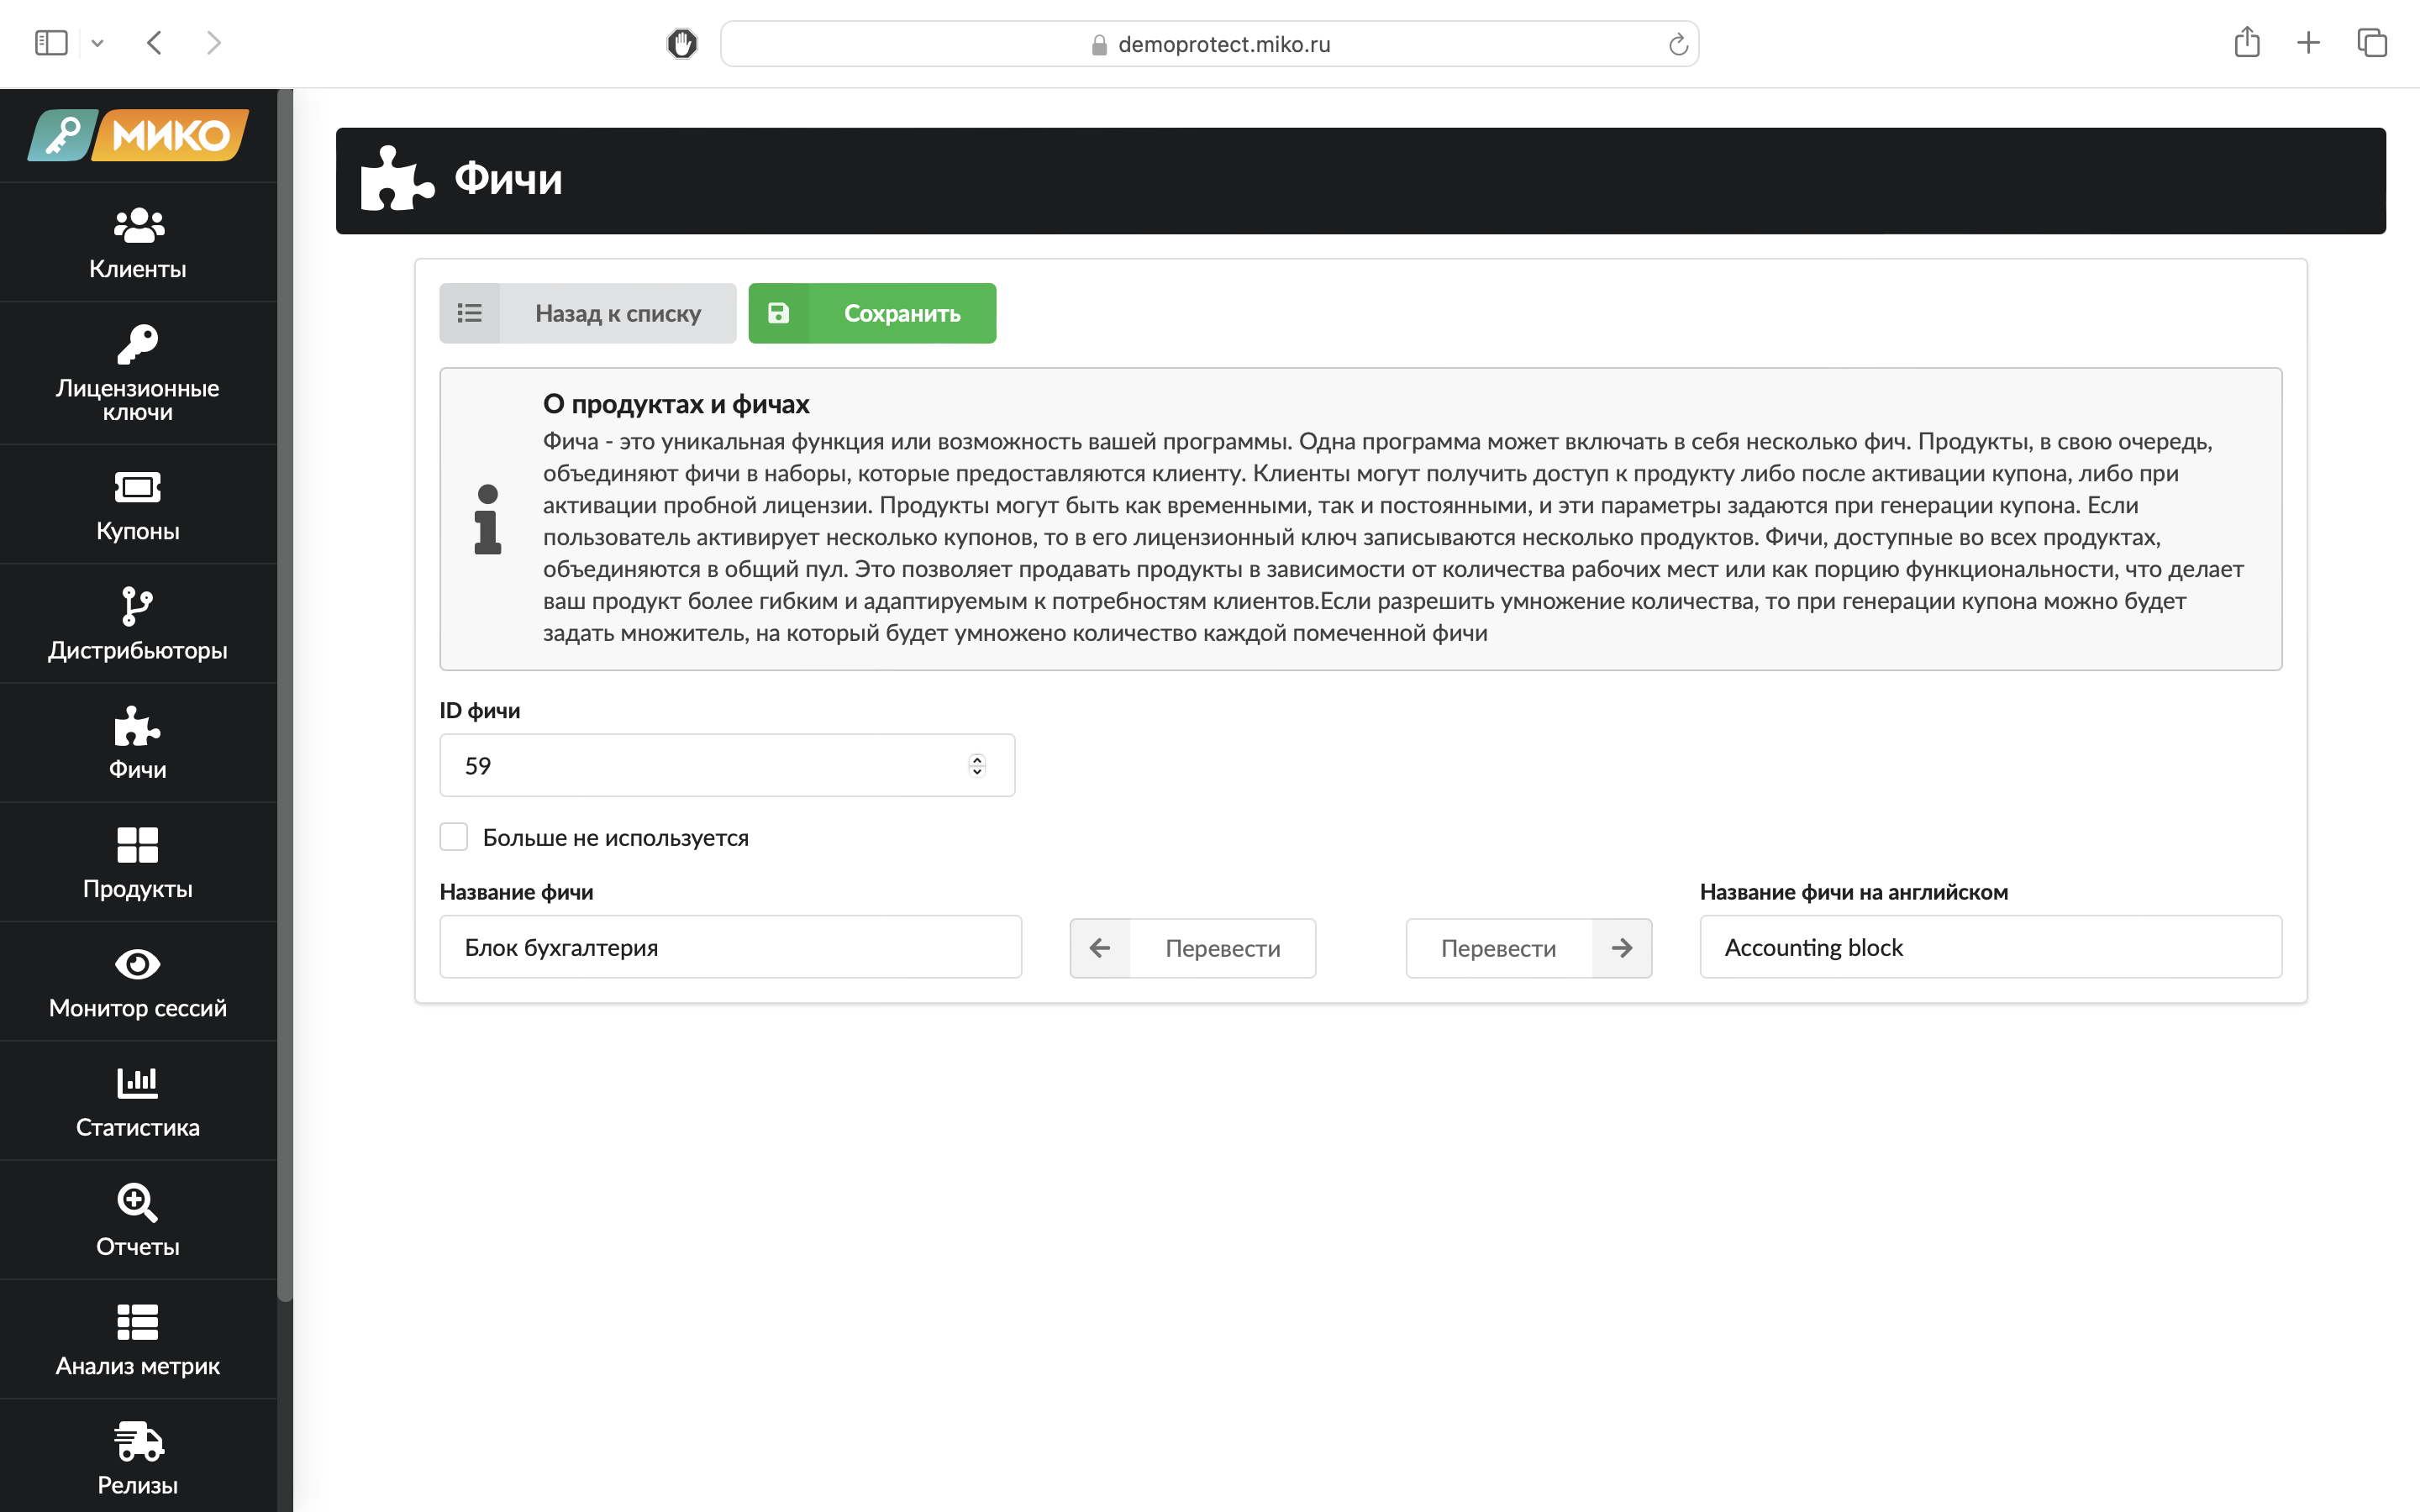 demoprotect.miko.ru
МИКО
Клиенты
Лицензионные
ключи
Купоны
Дистрибьюторы
Фичи
Продукты
Монитор сессий
Статистика
Отчеты
Анализ метрик
Релизы
Фичи
Назад к списку
Сохранить
О продуктах и фичах
Фича - это уникальная функция или возможность вашей программы. Одна программа может включать в себя несколько фич. Продукты, в свою очередь,
объединяют фичи в наборы, которые предоставляются клиенту. Клиенты могут получить доступ к продукту либо после активации купона, либо при
активации пробной лицензии. Продукты могут быть как временными, так и постоянными, и эти параметры задаются при генерации купона. Если
пользователь активирует несколько купонов, то в его лицензионный ключ записываются несколько продуктов. Фичи, доступные во всех продуктах,
объединяются в общий пул. Это позволяет продавать продукты в зависимости от количества рабочих мест или как порцию функциональности, что делает
ваш продукт более гибким и адаптируемым к потребностям клиентов.Если разрешить умножение количества, то при генерации купона можно будет
задать множитель, на который будет умножено количество каждой помеченной фичи
ID фичи
59
Больше не используется
Название фичи
Блок бухгалтерия
Перевести
Перевести
Название фичи на английском
Accounting block